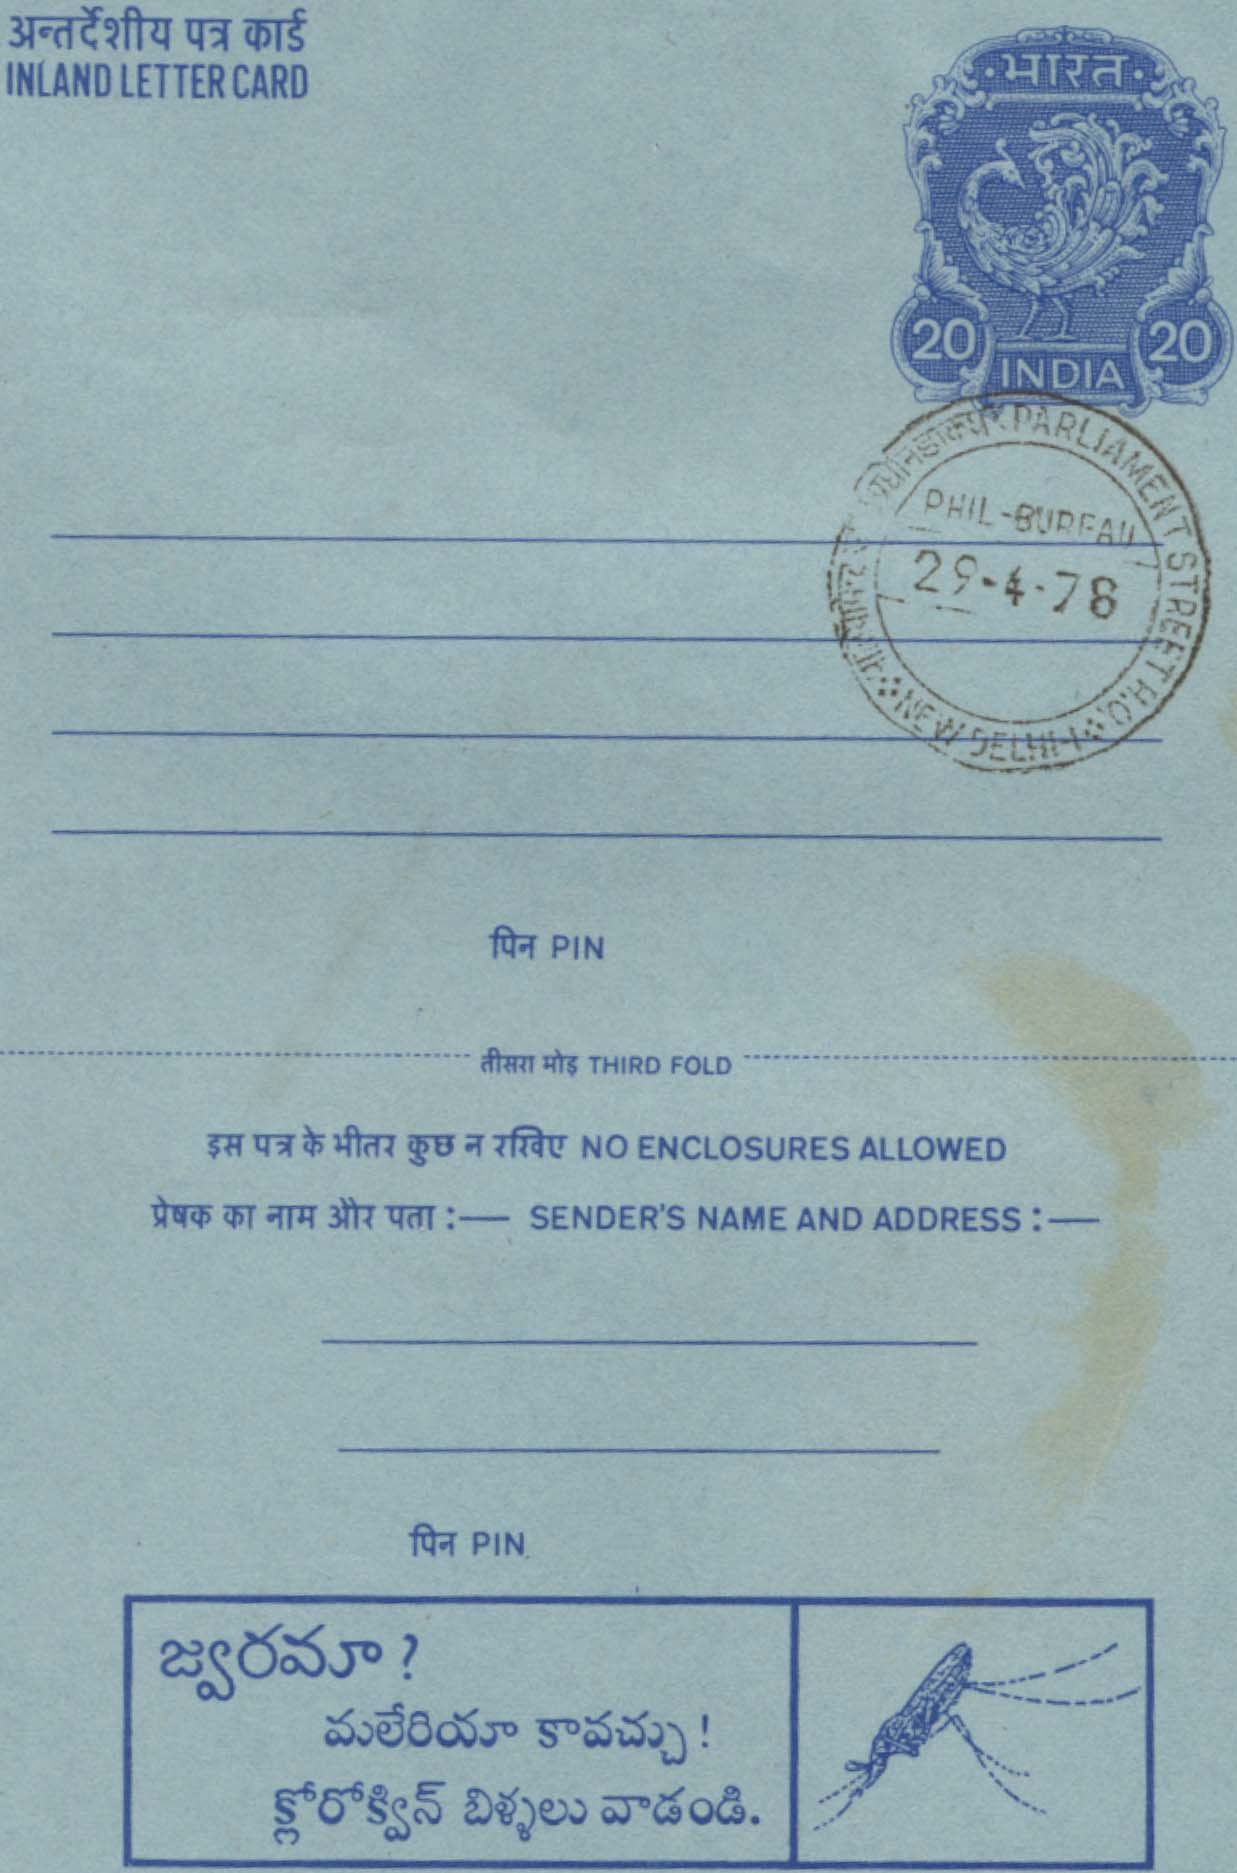 अन्तर्देशीय पत्र कार्ड
INLAND LETTER CARD
भारत
20 20
INDIA
PARLIAMENT STREET H.O.
PHIL-BUREAU
29-4-78
NEW DELHI-1
पिन PIN
तीसरा मोड़ THIRD FOLD
इस पत्र के भीतर कुछ न रखिए NO ENCLOSURES ALLOWED
प्रेषक का नाम और पता :— SENDER'S NAME AND ADDRESS :—
पिन PIN
జ్వరమా ?
మలేరియా కావచ్చు !
క్లోరోక్విన్ బిళ్ళలు వాడండి.